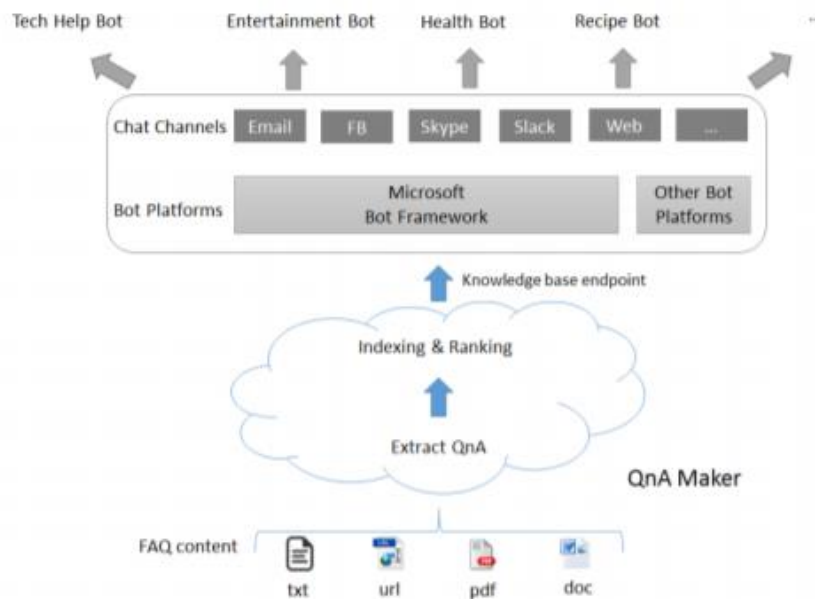 Tech Help Bot
Entertainment Bot
Health Bot
Recipe Bot
..
Chat Channels
Email
FB
Skype
Slack
Web
...
Bot Platforms
Microsoft
Bot Framework
Other Bot
Platforms
Knowledge base endpoint
Indexing & Ranking
Extract QnA
QnA Maker
FAQ content
txt
url
pdf
doc